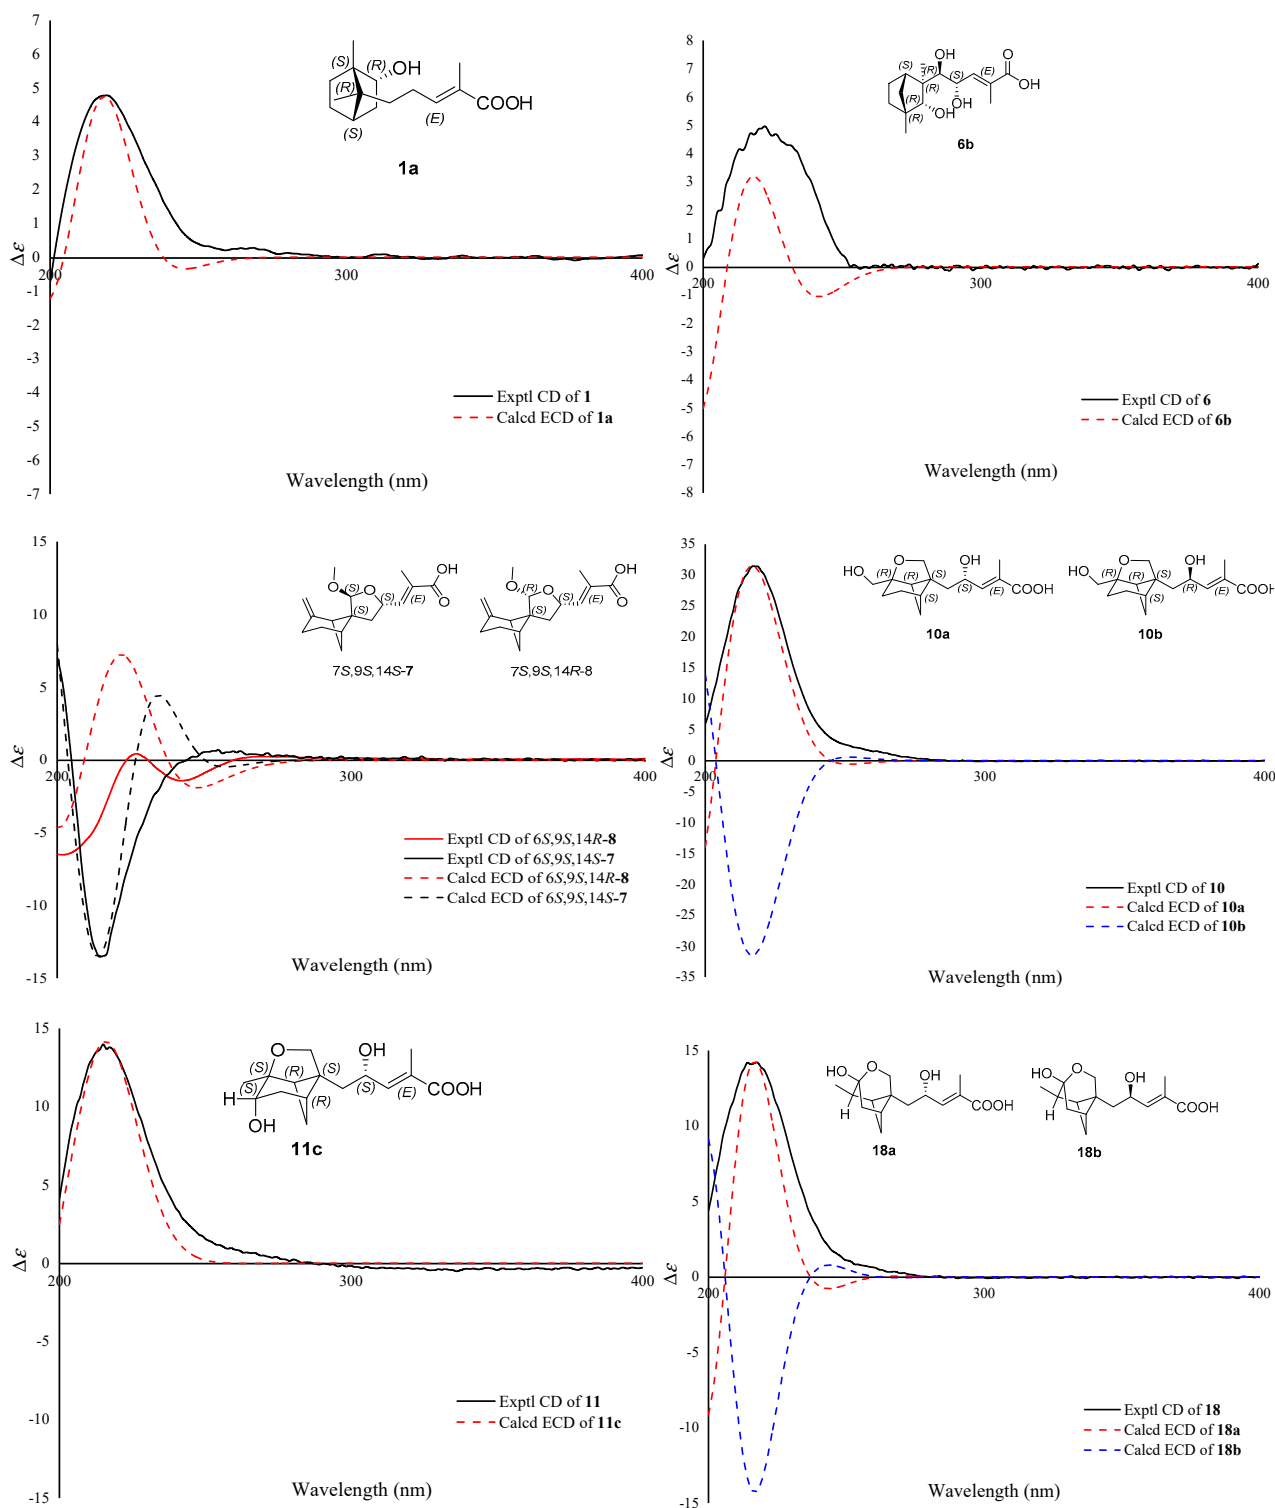 7
6
5
4
3
2
1
0
-1
-2
-3
-4
-5
-6
-7
Δε
200
300
400
(S)
(R)
OH
(R)
COOH
(E)
(S)
1a
Exptl CD of 1
Calcd ECD of 1a
Wavelength (nm)
8
7
6
5
4
3
2
1
0
-1
-2
-3
-4
-5
-6
-7
-8
Δε
200
300
400
OH
O
(S)
(R)
(S)
(E)
OH
(R)
OH
(R)
OH
(R)
6b
Exptl CD of 6
Calcd ECD of 6b
Wavelength (nm)
15
10
5
0
-5
-10
-15
Δε
200
300
400
O
(S)
O
(S)
(S)
(E)
OH
O
7S,9S,14S-7
O
(R)
O
(S)
(S)
(E)
OH
O
7S,9S,14R-8
Exptl CD of 6S,9S,14R-8
Exptl CD of 6S,9S,14S-7
Calcd ECD of 6S,9S,14R-8
Calcd ECD of 6S,9S,14S-7
Wavelength (nm)
35
30
25
20
15
10
5
0
-5
-10
-15
-20
-25
-30
-35
Δε
200
300
400
O
OH
HO
(R)
(R)
(S)
(S)
(E)
COOH
(S)
10a
O
OH
HO
(R)
(R)
(S)
(R)
(E)
COOH
(S)
10b
Exptl CD of 10
Calcd ECD of 10a
Calcd ECD of 10b
Wavelength (nm)
15
10
5
0
-5
-10
-15
Δε
200
300
400
O
OH
(S)
(R)
(S)
(S)
(S)
(E)
COOH
H
(R)
OH
11c
Exptl CD of 11
Calcd ECD of 11c
Wavelength (nm)
15
10
5
0
-5
-10
-15
Δε
200
300
400
HO
O
OH
H
COOH
18a
HO
O
OH
H
COOH
18b
Exptl CD of 18
Calcd ECD of 18a
Calcd ECD of 18b
Wavelength (nm)